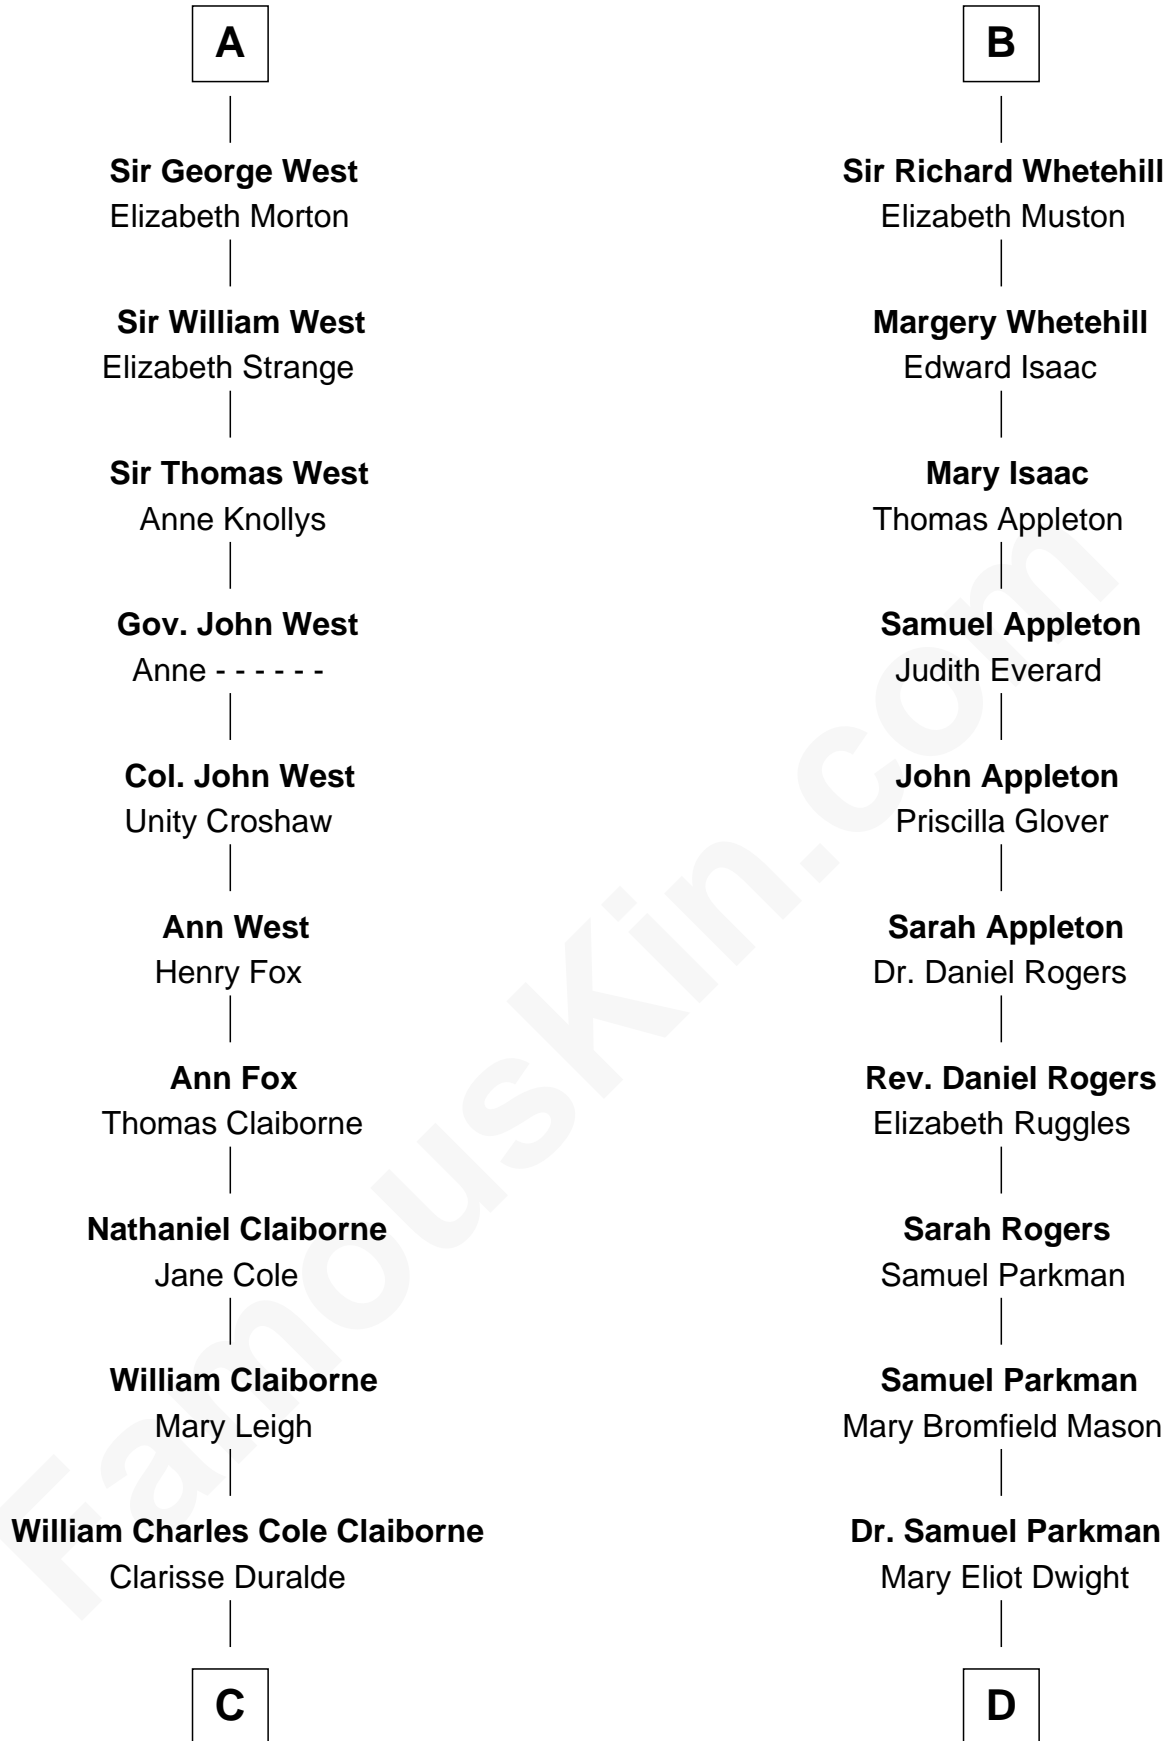 A
Sir George West
Elizabeth Morton
Sir William West
Elizabeth Strange
Sir Thomas West
Anne Knollys
Gov. John West
Anne - - - - - -
Col. John West
Unity Croshaw
Ann West
Henry Fox
Ann Fox
Thomas Claiborne
Nathaniel Claiborne
Jane Cole
William Claiborne
Mary Leigh
William Charles Cole Claiborne
Clarisse Duralde
C
B
Sir Richard Whetehill
Elizabeth Muston
Margery Whetehill
Edward Isaac
Mary Isaac
Thomas Appleton
Samuel Appleton
Judith Everard
John Appleton
Priscilla Glover
Sarah Appleton
Dr. Daniel Rogers
Rev. Daniel Rogers
Elizabeth Ruggles
Sarah Rogers
Samuel Parkman
Samuel Parkman
Mary Bromfield Mason
Dr. Samuel Parkman
Mary Eliot Dwight
D
FamousKin.com